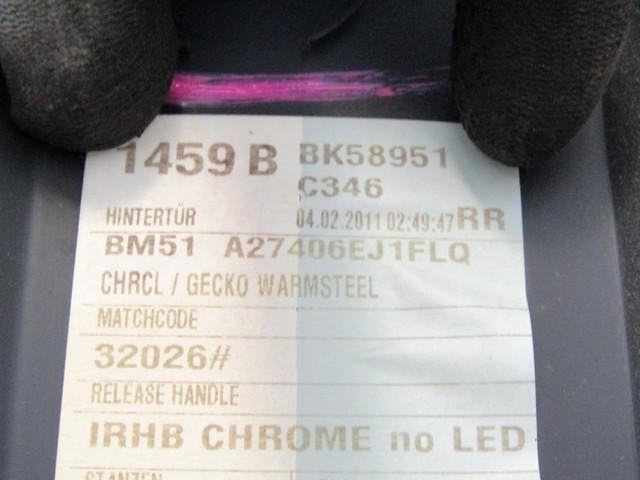 1459 B BK58951
C346
HINTERTÜR 04.02.2011 02:49:47 RR
BM51 A27406EJ1FLQ
CHRCL / GECKO WARMSTEEL
MATCHCODE
32026#
RELEASE HANDLE
IRHB CHROME no LED
STANZEN